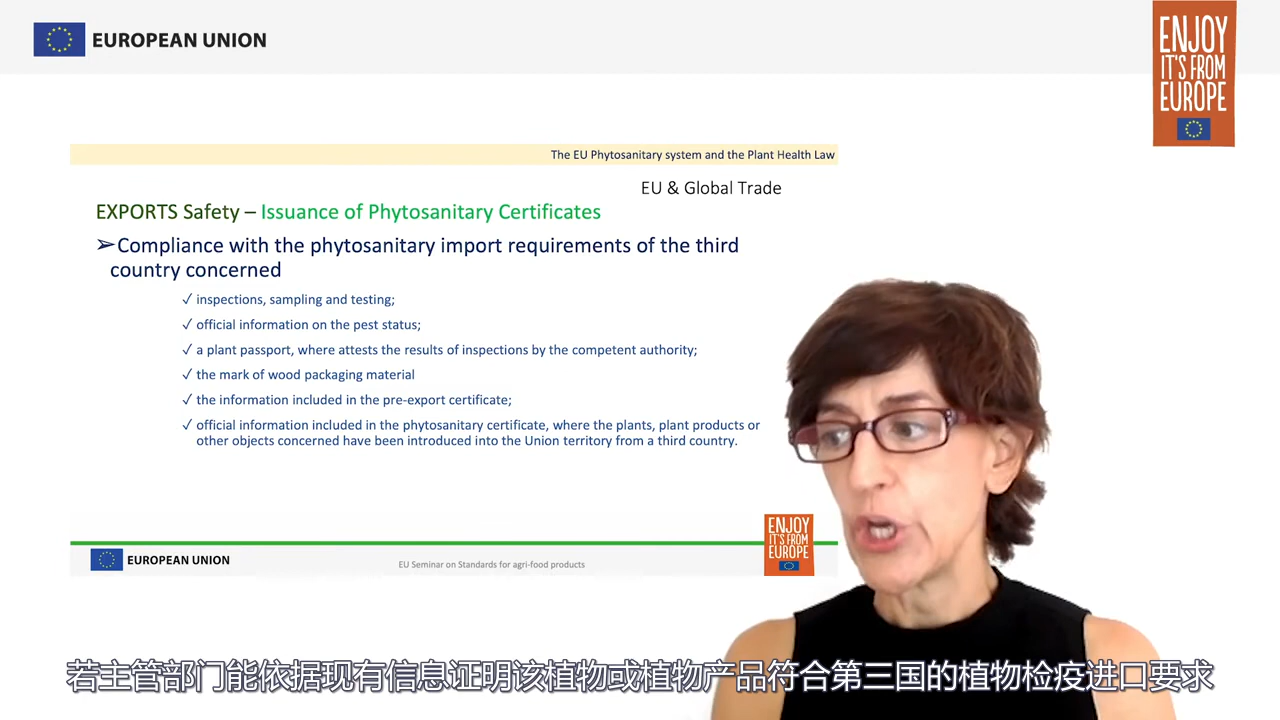 EUROPEAN UNION
ENJOY
IT'S FROM
EUROPE
The EU Phytosanitary system and the Plant Health Law
EU & Global Trade
EXPORTS Safety – Issuance of Phytosanitary Certificates
➢Compliance with the phytosanitary import requirements of the third
country concerned
✓ inspections, sampling and testing;
✓ official information on the pest status;
✓ a plant passport, where attests the results of inspections by the competent authority;
✓ the mark of wood packaging material
✓ the information included in the pre-export certificate;
✓ official information included in the phytosanitary certificate, where the plants, plant products or
other objects concerned have been introduced into the Union territory from a third country.
ENJOY
IT'S FROM
EUROPE
EUROPEAN UNION
EU Seminar on Standards for agri-food products
若主管部门能依据现有信息证明该植物或植物产品符合第三国的植物检疫进口要求